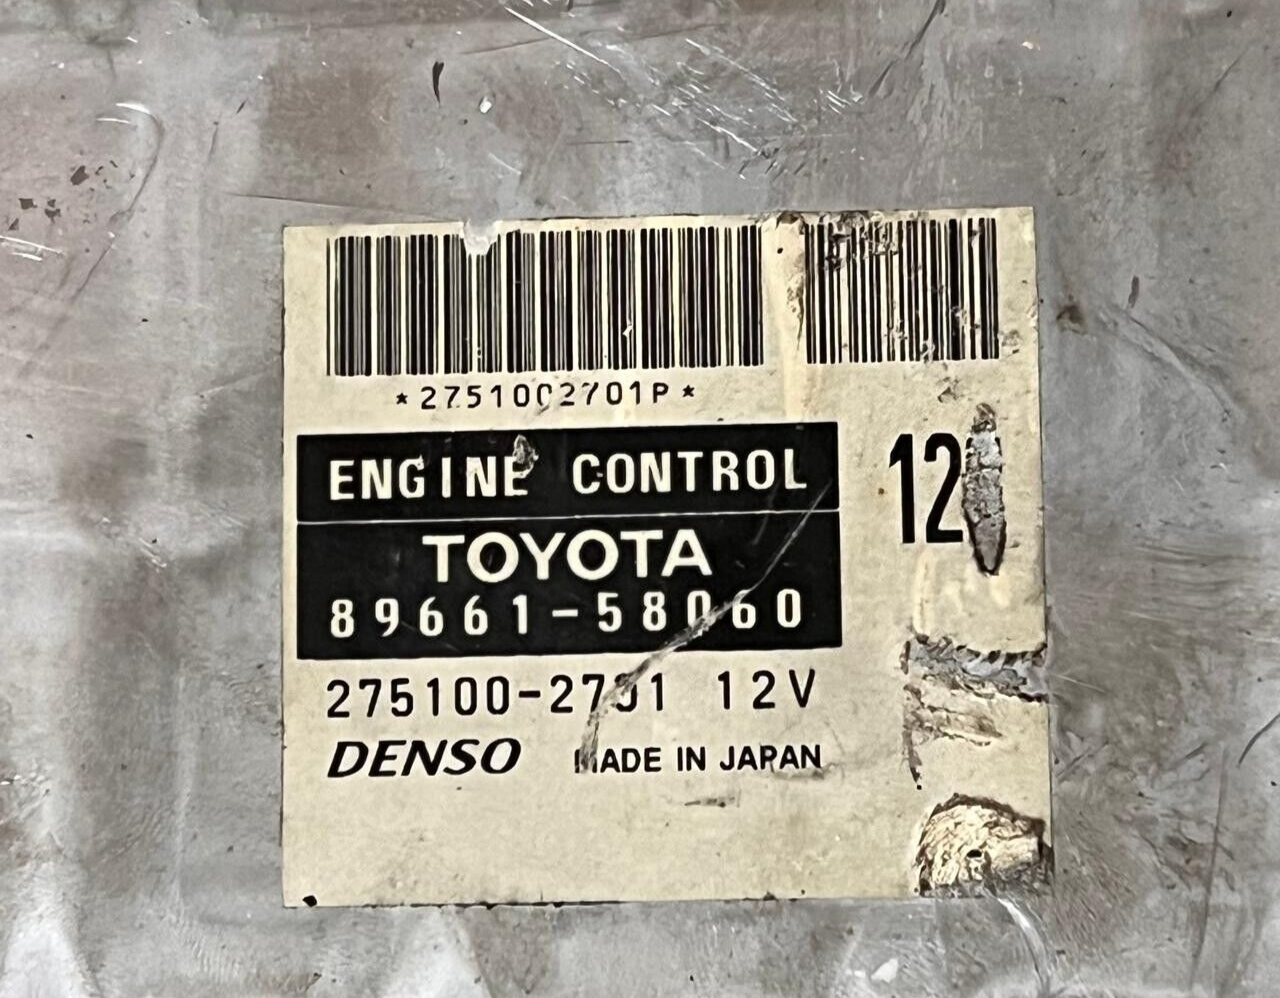 *2751002701P*
ENGINE CONTROL
12
TOYOTA
89661-58060
275100-2701 12V
DENSO MADE IN JAPAN